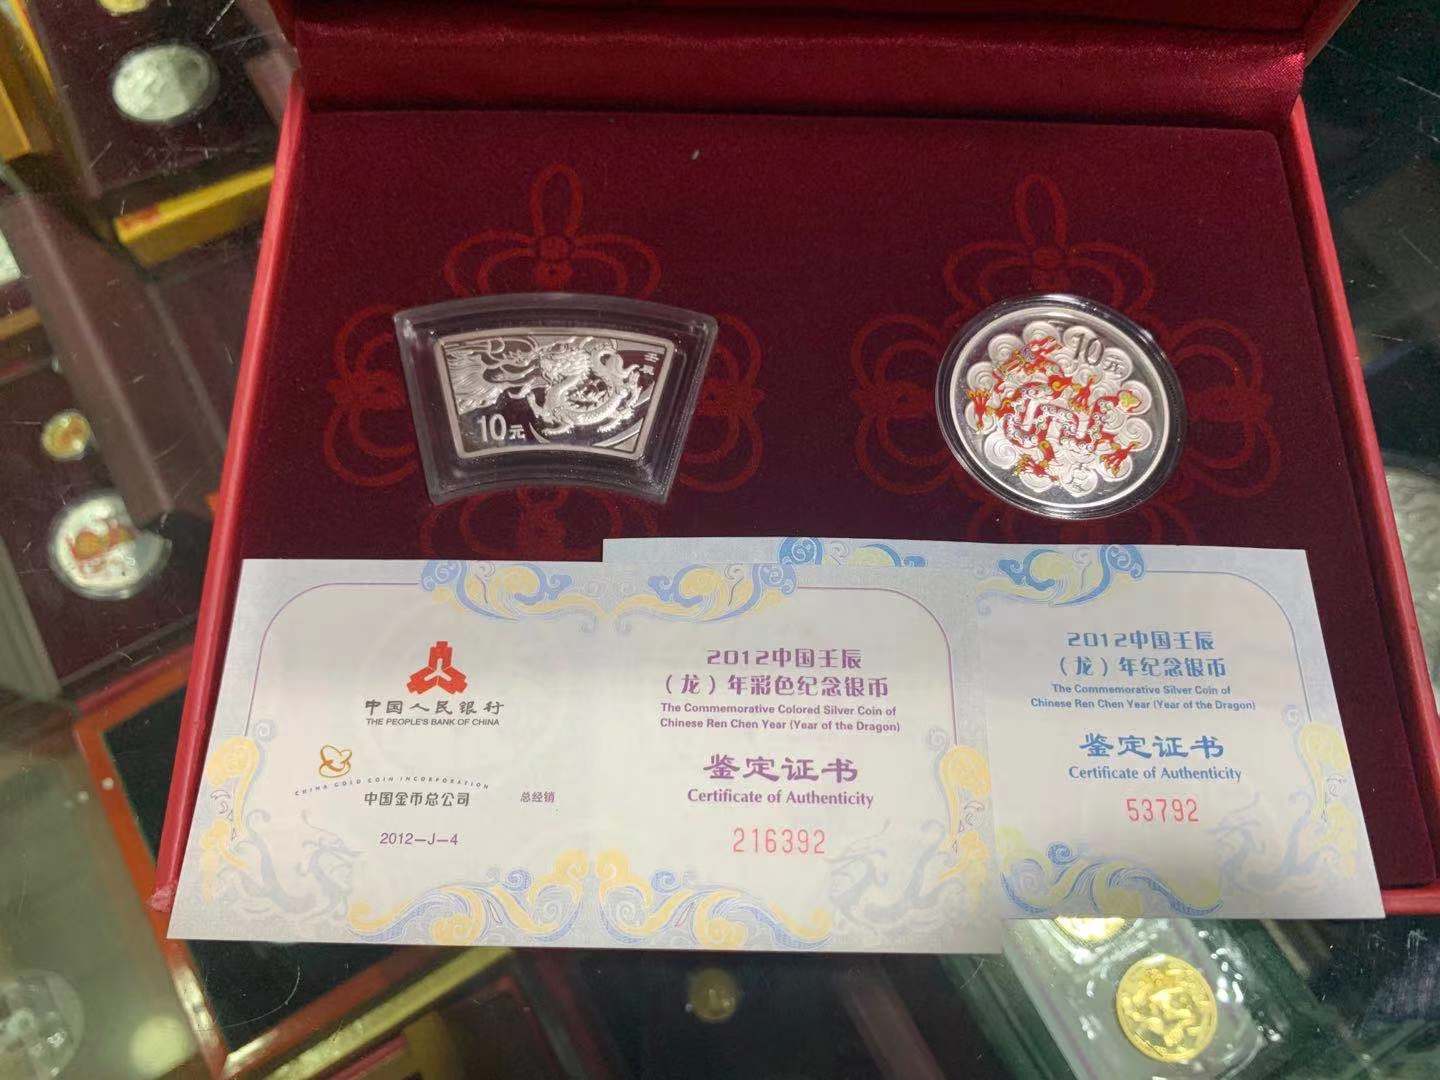 壬
辰
10元
10元
中国人民银行
THE PEOPLE'S BANK OF CHINA
CHINA GOLD COIN INCORPORATION
中国金币总公司 总经销
2012-J-4
2012中国壬辰
（龙）年彩色纪念银币
The Commemorative Colored Silver Coin of
Chinese Ren Chen Year (Year of the Dragon)
鉴定证书
Certificate of Authenticity
216392
2012中国壬辰
（龙）年纪念银币
The Commemorative Silver Coin of
Chinese Ren Chen Year (Year of the Dragon)
鉴定证书
Certificate of Authenticity
53792